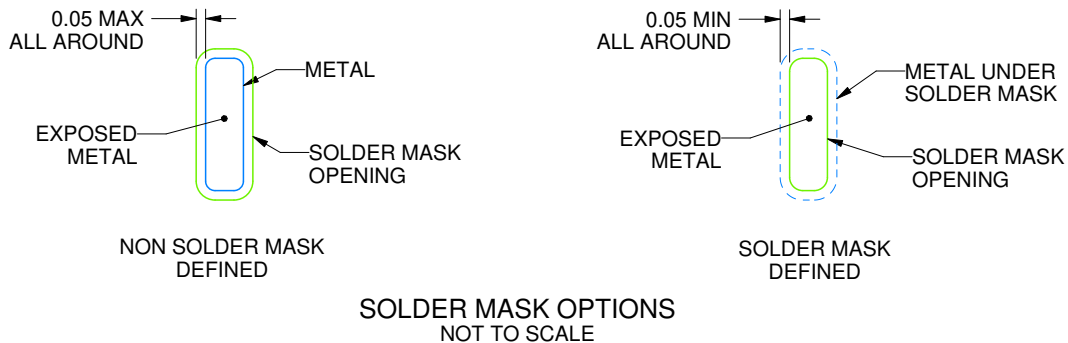 0.05 MAX
ALL AROUND
METAL
EXPOSED
METAL
SOLDER MASK
OPENING
NON SOLDER MASK
DEFINED
0.05 MIN
ALL AROUND
METAL UNDER
SOLDER MASK
EXPOSED
METAL
SOLDER MASK
OPENING
SOLDER MASK
DEFINED
SOLDER MASK OPTIONS
NOT TO SCALE